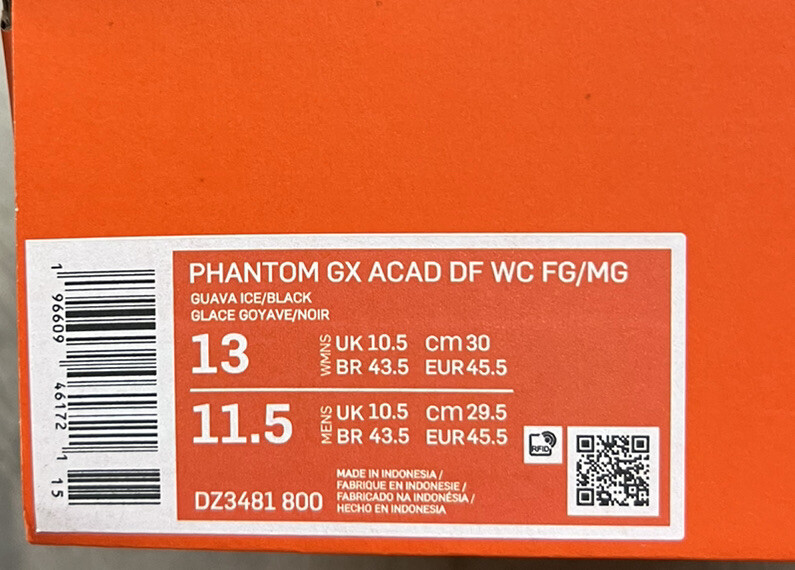 PHANTOM GX ACAD DF WC FG/MG
GUAVA ICE/BLACK
GLACE GOYAVE/NOIR
13 WMNS UK 10.5 CM 30
BR 43.5 EUR 45.5
11.5 MENS UK 10.5 CM 29.5
BR 43.5 EUR 45.5
RFID
DZ3481 800
MADE IN INDONESIA /
FABRIQUE EN INDONESIE /
FABRICADO NA INDONÉSIA /
HECHO EN INDONESIA
1 96609 46172 1 15